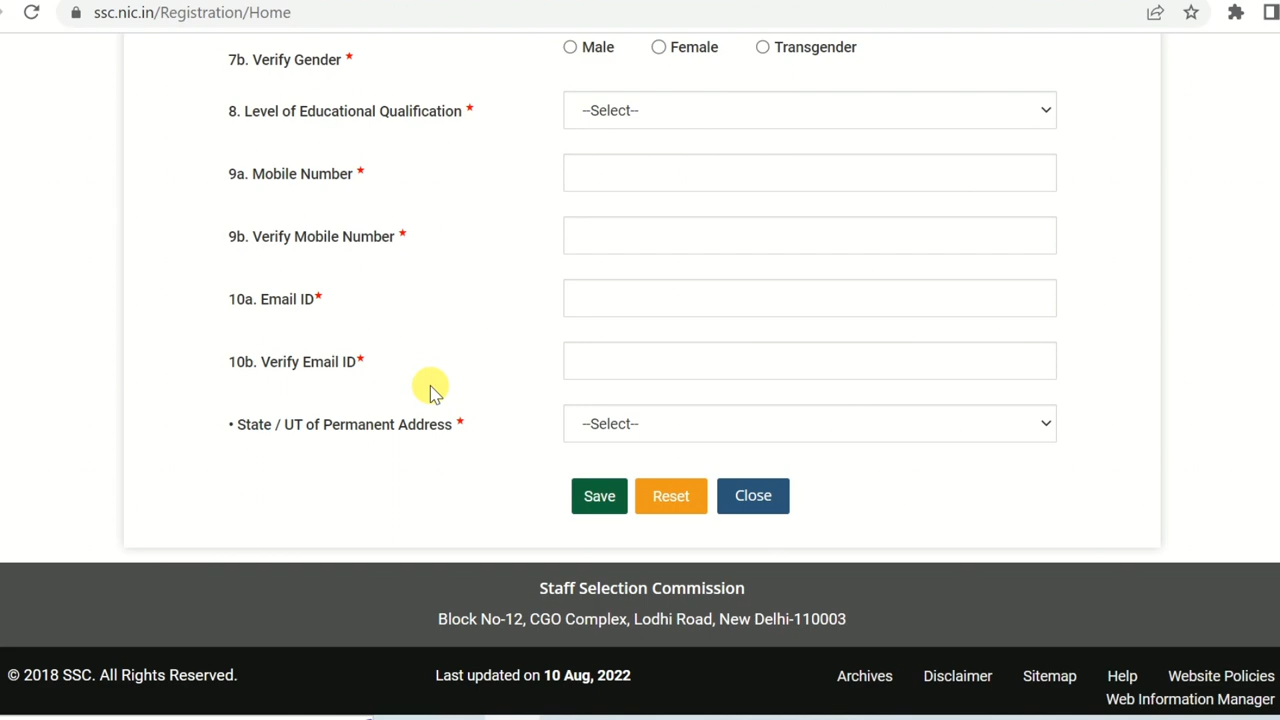 ssc.nic.in/Registration/Home
7b. Verify Gender * Male Female Transgender
8. Level of Educational Qualification * --Select--
9a. Mobile Number *
9b. Verify Mobile Number *
10a. Email ID*
10b. Verify Email ID*
• State / UT of Permanent Address * --Select--
Save Reset Close
Staff Selection Commission
Block No-12, CGO Complex, Lodhi Road, New Delhi-110003
© 2018 SSC. All Rights Reserved. Last updated on 10 Aug, 2022 Archives Disclaimer Sitemap Help Website Policies
Web Information Manager